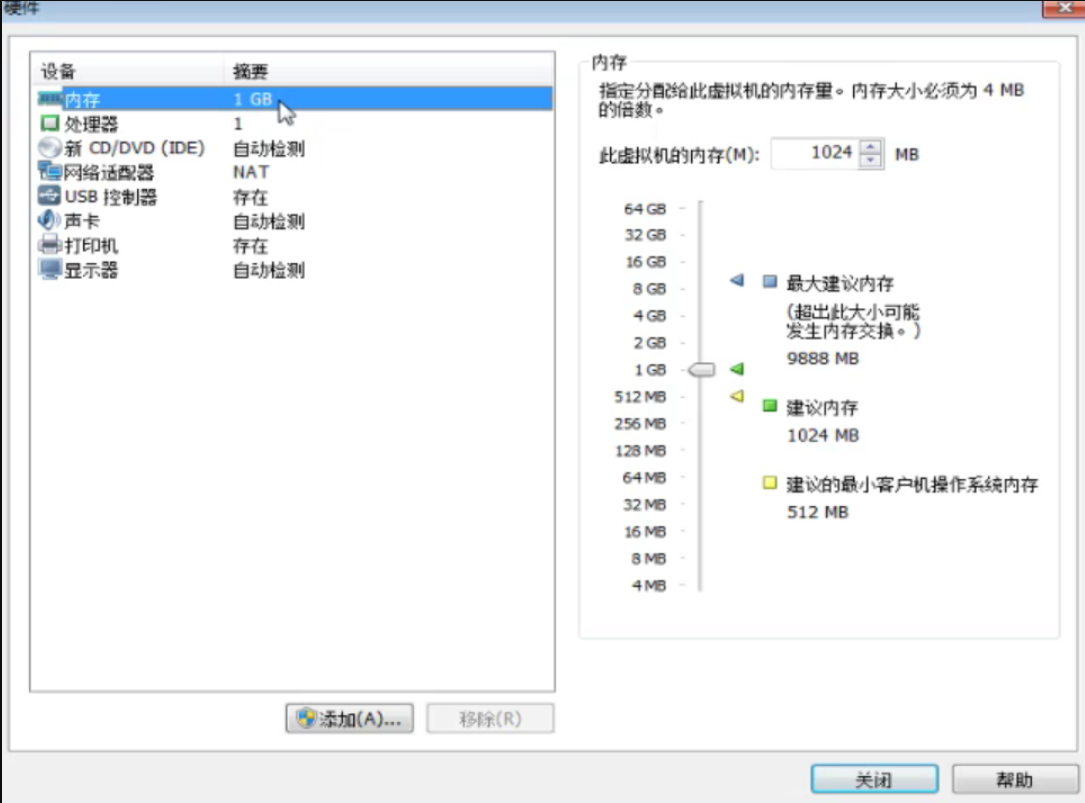 硬件
设备 摘要
内存 1 GB
处理器 1
新 CD/DVD (IDE) 自动检测
网络适配器 NAT
USB 控制器 存在
声卡 自动检测
打印机 存在
显示器 自动检测
添加(A)...
移除(R)
内存
指定分配给此虚拟机的内存量。内存大小必须为 4 MB
的倍数。
此虚拟机的内存(M): 1024 MB
64 GB
32 GB
16 GB
8 GB
4 GB
2 GB
1 GB
512 MB
256 MB
128 MB
64 MB
32 MB
16 MB
8 MB
4 MB
最大建议内存
(超出此大小可能
发生内存交换。)
9888 MB
建议内存
1024 MB
建议的最小客户机操作系统内存
512 MB
关闭
帮助